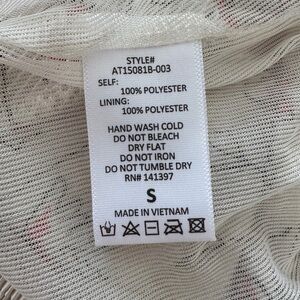 STYLE#
AT15081B-003
SELF:
100% POLYESTER
LINING:
100% POLYESTER
HAND WASH COLD
DO NOT BLEACH
DRY FLAT
DO NOT IRON
DO NOT TUMBLE DRY
RN# 141397
S
MADE IN VIETNAM